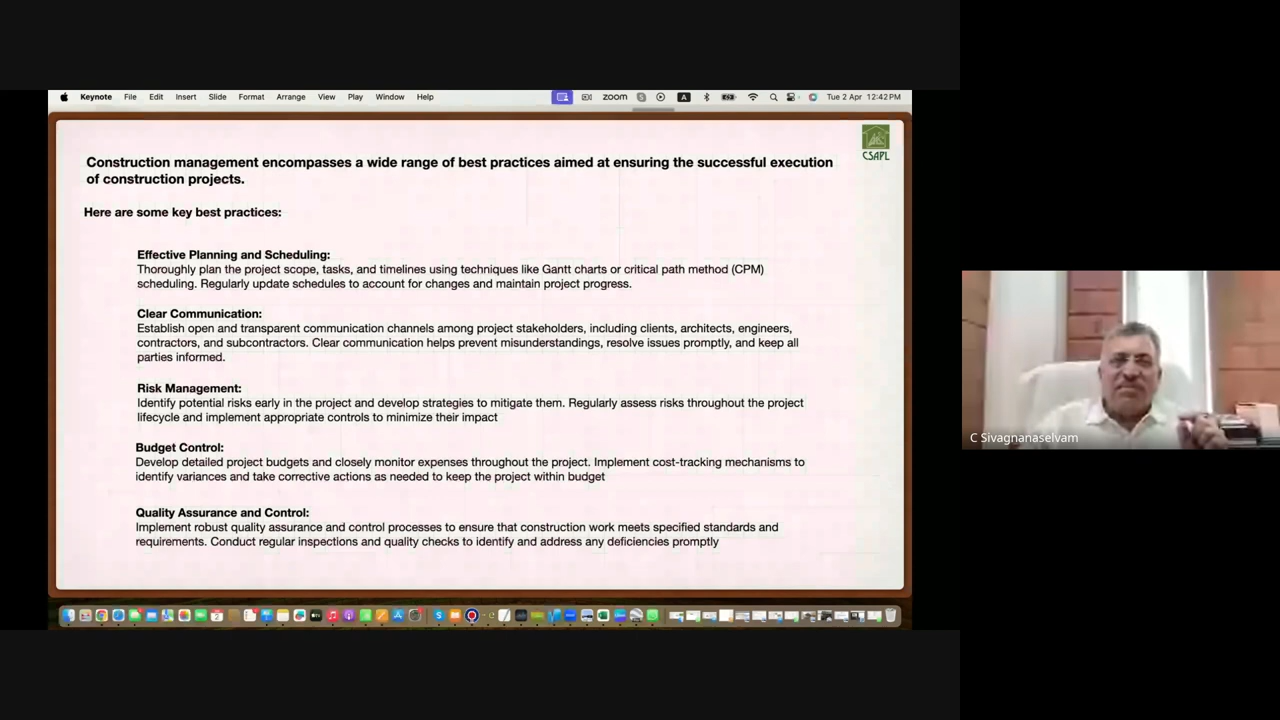 Keynote File Edit Insert Slide Format Arrange View Play Window Help zoom A Tue 2 Apr 12:42 PM
CSAPL
Construction management encompasses a wide range of best practices aimed at ensuring the successful execution
of construction projects.
Here are some key best practices:
Effective Planning and Scheduling:
Thoroughly plan the project scope, tasks, and timelines using techniques like Gantt charts or critical path method (CPM)
scheduling. Regularly update schedules to account for changes and maintain project progress.
Clear Communication:
Establish open and transparent communication channels among project stakeholders, including clients, architects, engineers,
contractors, and subcontractors. Clear communication helps prevent misunderstandings, resolve issues promptly, and keep all
parties informed.
Risk Management:
Identify potential risks early in the project and develop strategies to mitigate them. Regularly assess risks throughout the project
lifecycle and implement appropriate controls to minimize their impact
Budget Control:
Develop detailed project budgets and closely monitor expenses throughout the project. Implement cost-tracking mechanisms to
identify variances and take corrective actions as needed to keep the project within budget
Quality Assurance and Control:
Implement robust quality assurance and control processes to ensure that construction work meets specified standards and
requirements. Conduct regular inspections and quality checks to identify and address any deficiencies promptly
C Sivagnanaselvam